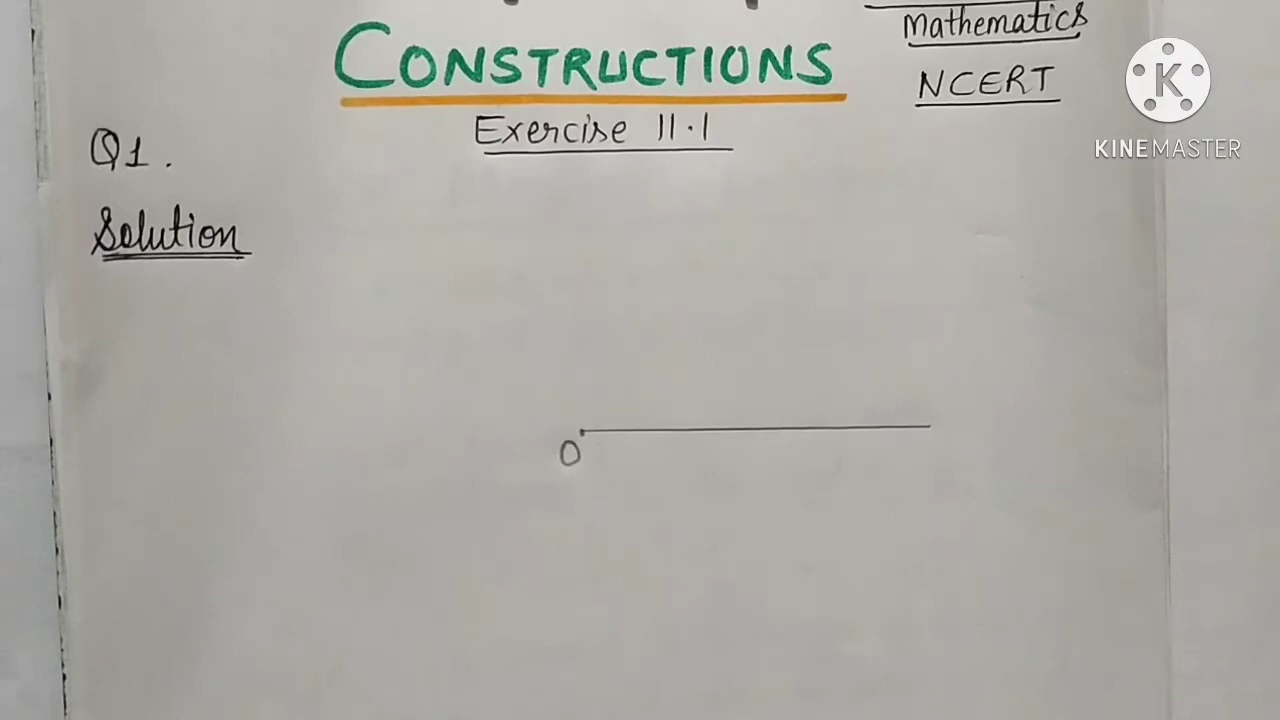 Mathematics
CONSTRUCTIONS
NCERT
K
KINEMASTER
Exercise 11.1
Q1.
Solution
O